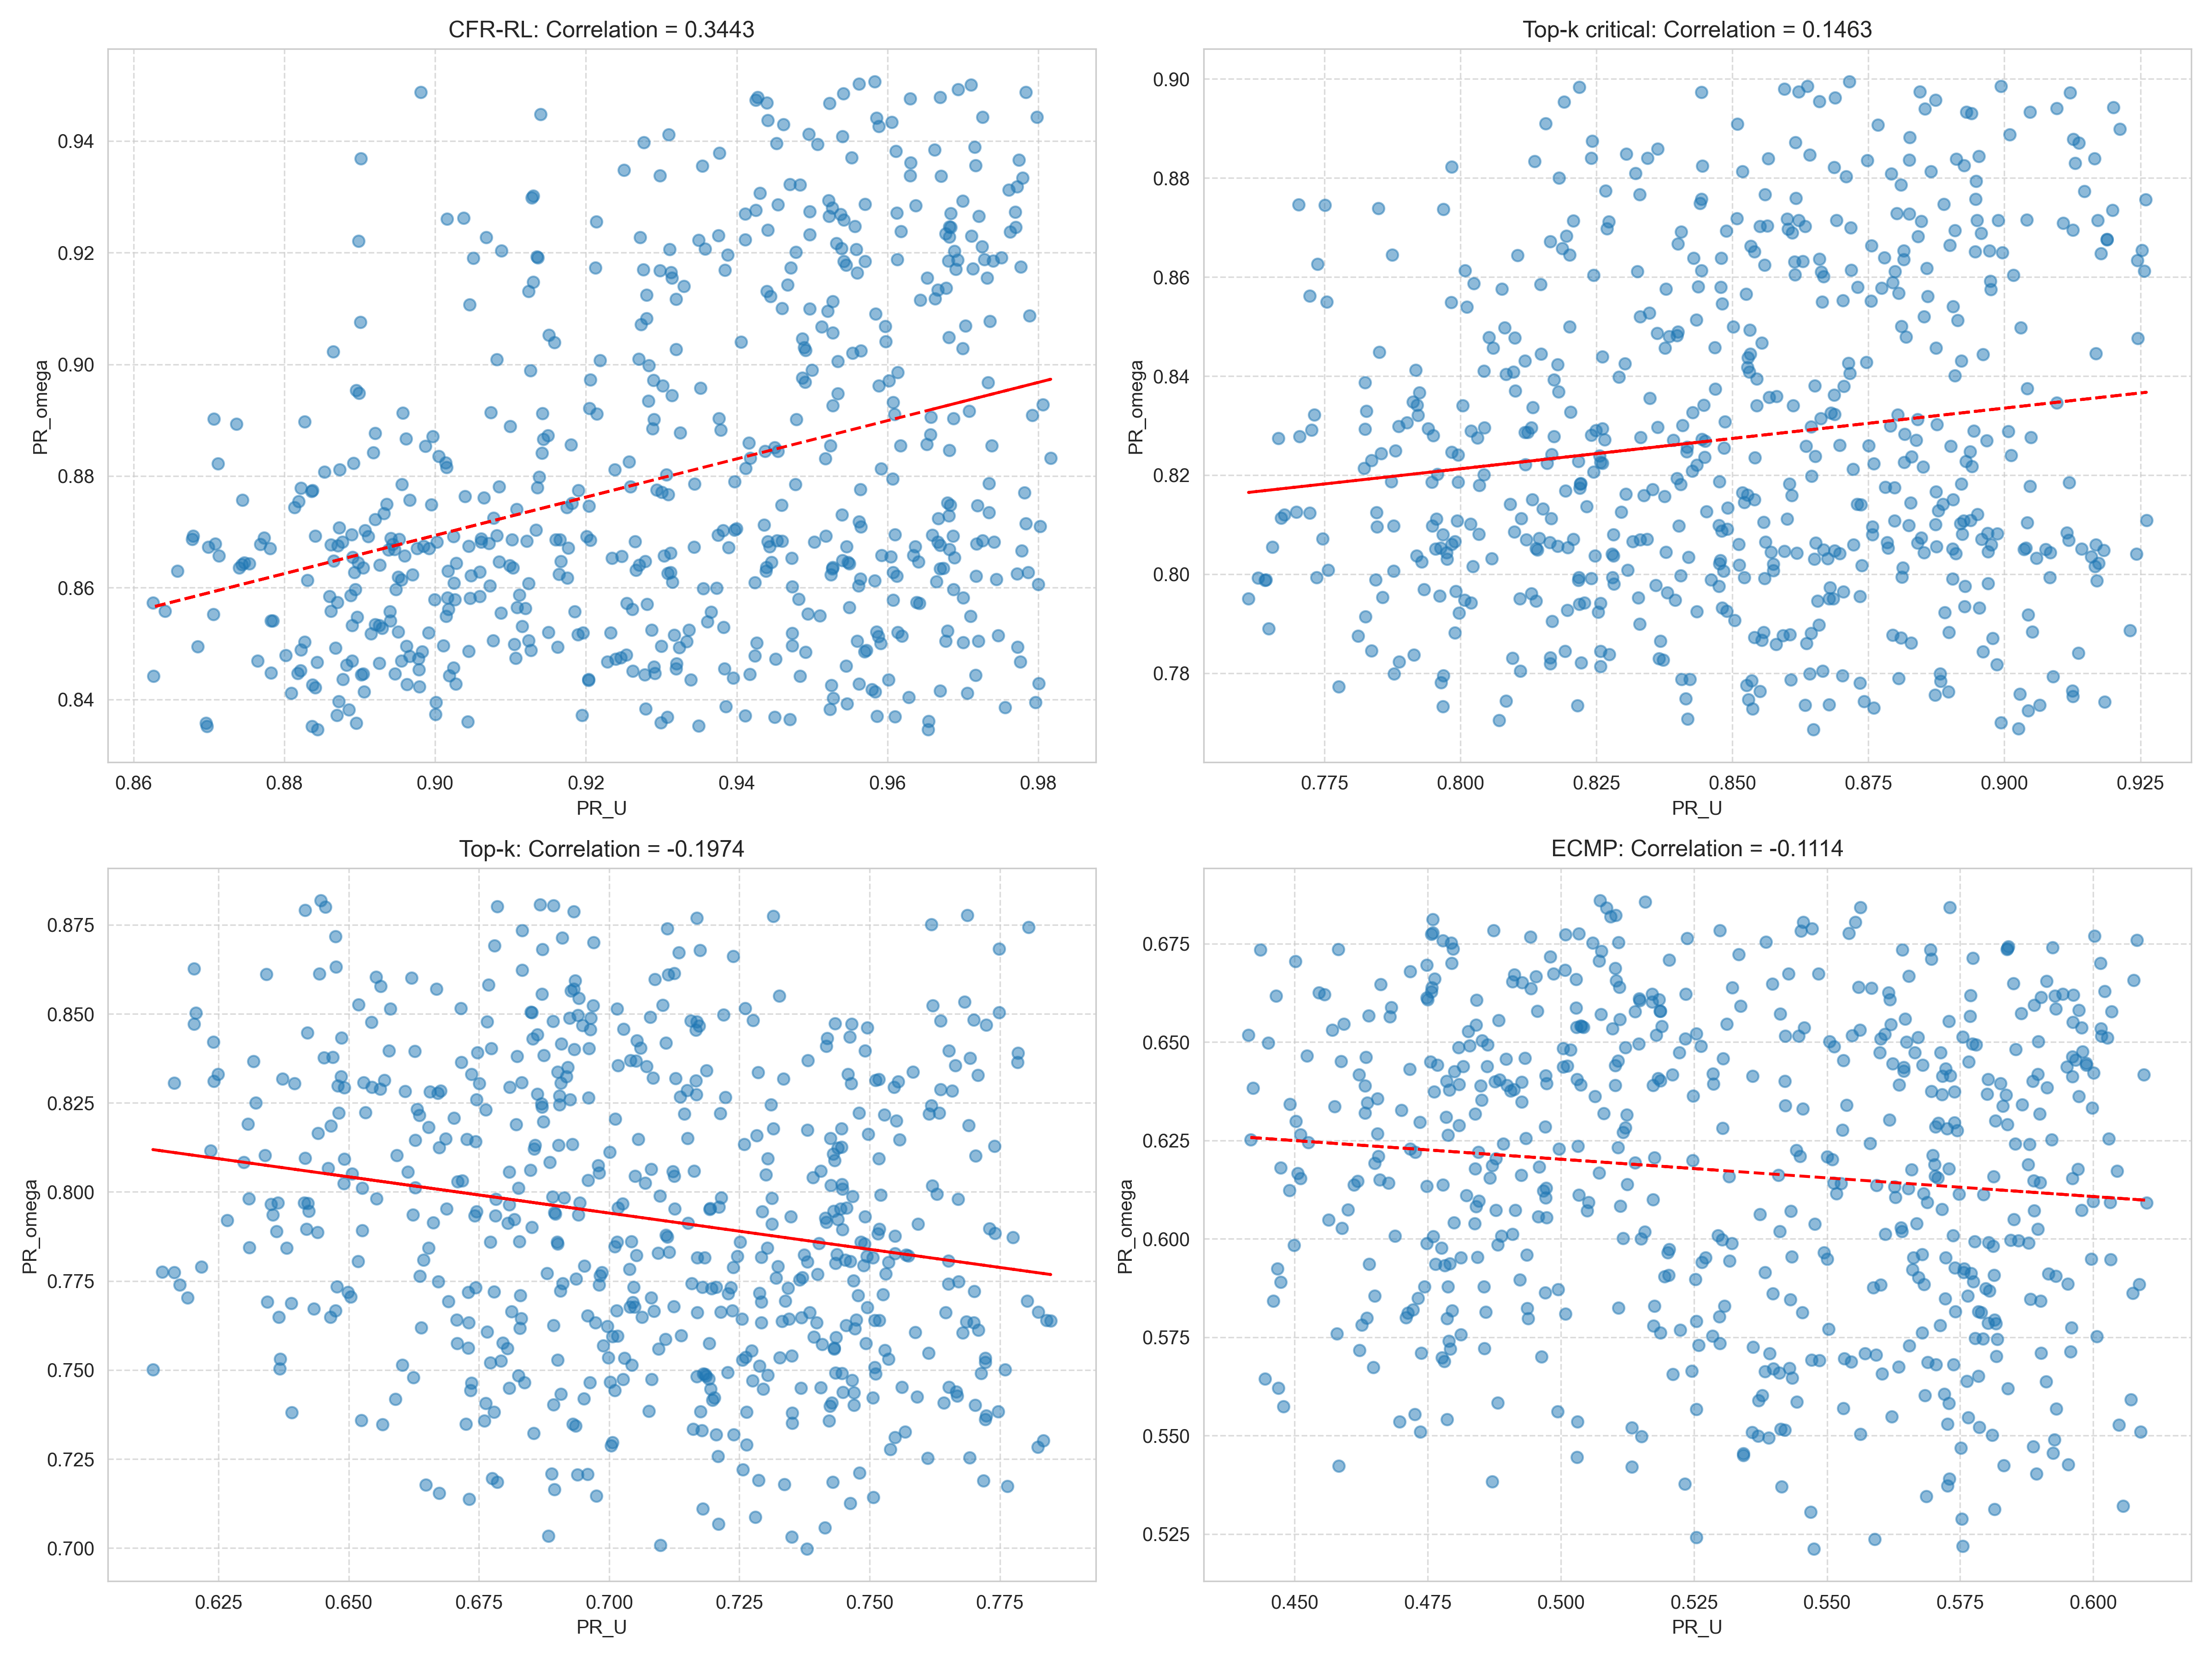 CFR-RL: Correlation = 0.3443
PR_omega
0.94
0.92
0.90
0.88
0.86
0.84
0.86 0.88 0.90 0.92 0.94 0.96 0.98
PR_U
Top-k critical: Correlation = 0.1463
PR_omega
0.90
0.88
0.86
0.84
0.82
0.80
0.78
0.775 0.800 0.825 0.850 0.875 0.900 0.925
PR_U
Top-k: Correlation = -0.1974
PR_omega
0.875
0.850
0.825
0.800
0.775
0.750
0.725
0.700
0.625 0.650 0.675 0.700 0.725 0.750 0.775
PR_U
ECMP: Correlation = -0.1114
PR_omega
0.675
0.650
0.625
0.600
0.575
0.550
0.525
0.450 0.475 0.500 0.525 0.550 0.575 0.600
PR_U